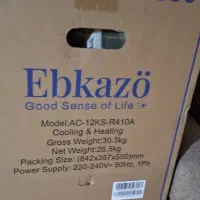 Ebkazö
Good Sense of Life
Model:AC-12KS-R410A
Cooling & Heating
Gross Weight:30.3kg
Net Weight:26.5kg
Packing Size: (842x357x550)mm
Power Supply: 220-240V~ 50Hz, 1Ph